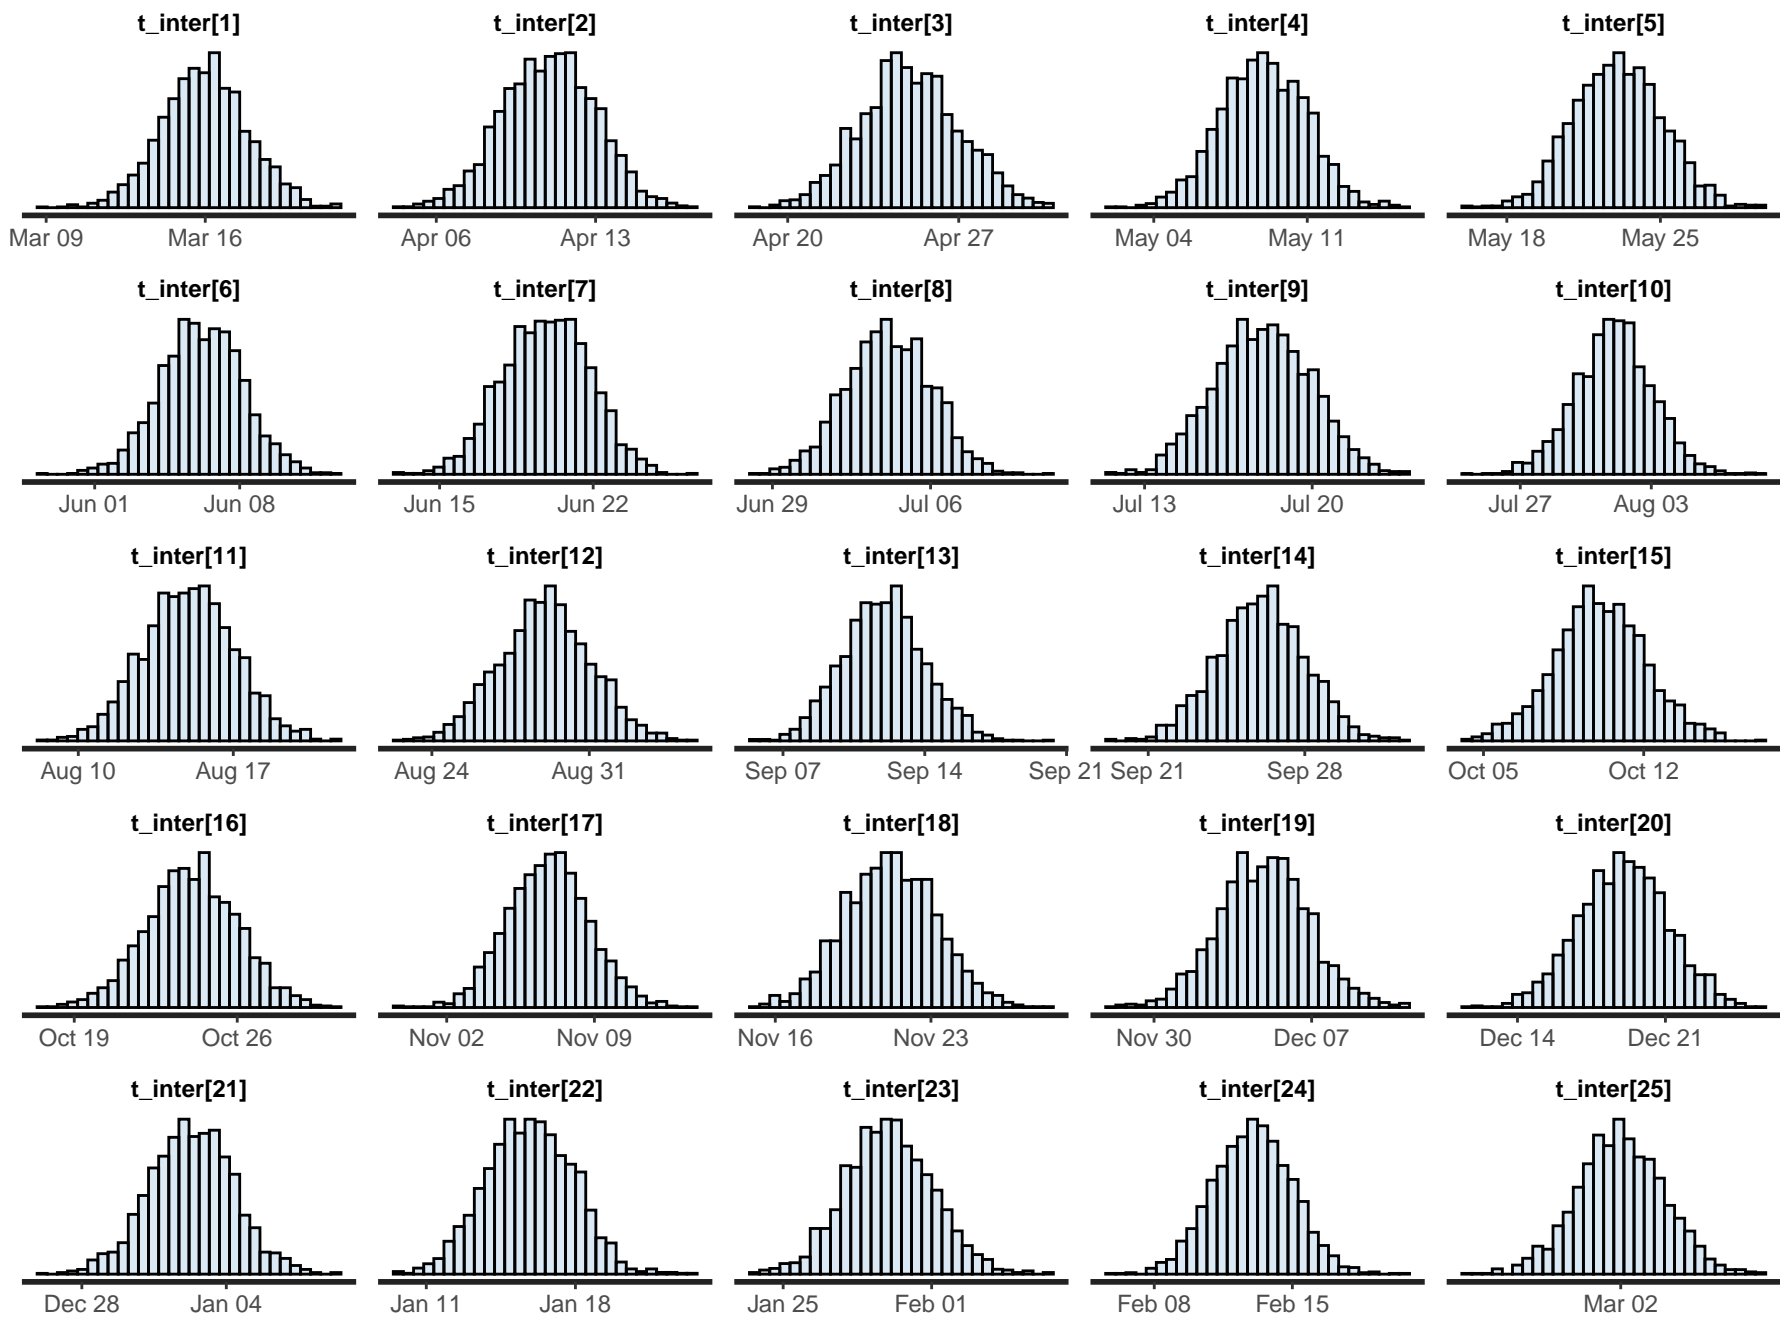 t_inter[1] t_inter[2] t_inter[3] t_inter[4] t_inter[5]
Mar 09 Mar 16 Apr 06 Apr 13 Apr 20 Apr 27 May 04 May 11 May 18 May 25
t_inter[6] t_inter[7] t_inter[8] t_inter[9] t_inter[10]
Jun 01 Jun 08 Jun 15 Jun 22 Jun 29 Jul 06 Jul 13 Jul 20 Jul 27 Aug 03
t_inter[11] t_inter[12] t_inter[13] t_inter[14] t_inter[15]
Aug 10 Aug 17 Aug 24 Aug 31 Sep 07 Sep 14 Sep 21 Sep 21 Sep 28 Oct 05 Oct 12
t_inter[16] t_inter[17] t_inter[18] t_inter[19] t_inter[20]
Oct 19 Oct 26 Nov 02 Nov 09 Nov 16 Nov 23 Nov 30 Dec 07 Dec 14 Dec 21
t_inter[21] t_inter[22] t_inter[23] t_inter[24] t_inter[25]
Dec 28 Jan 04 Jan 11 Jan 18 Jan 25 Feb 01 Feb 08 Feb 15 Mar 02